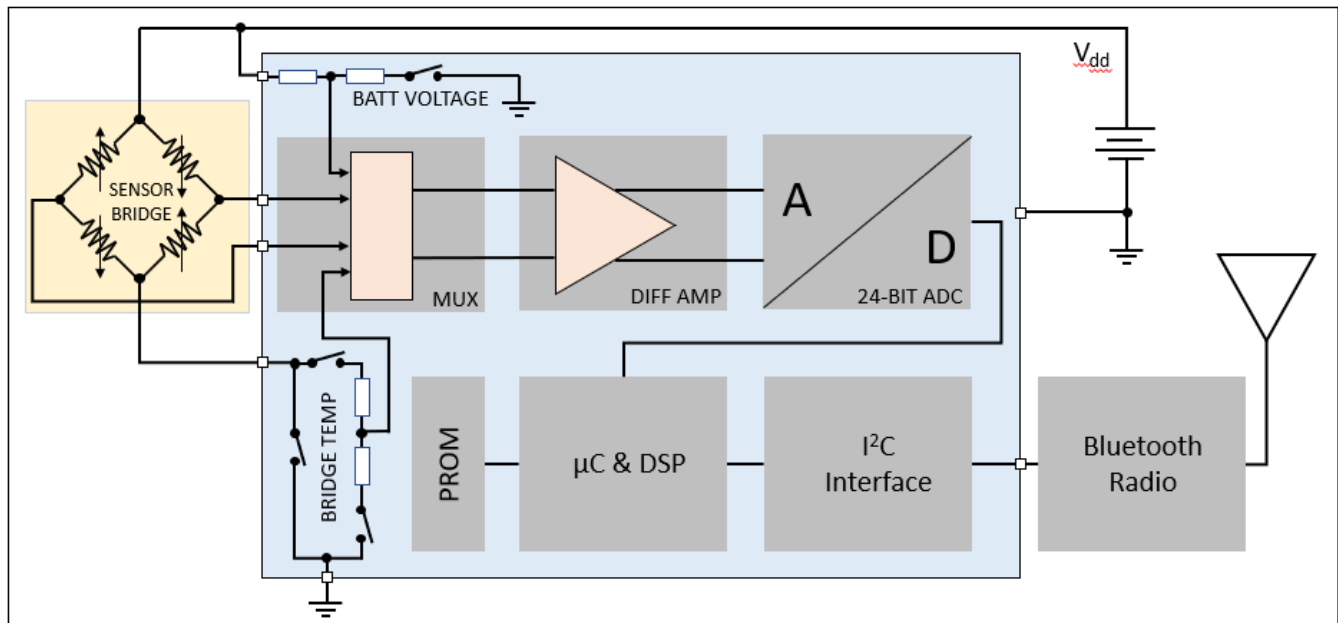 V_dd
BATT VOLTAGE
SENSOR
BRIDGE
A
D
MUX
DIFF AMP
24-BIT ADC
BRIDGE TEMP
PROM
µC & DSP
I²C
Interface
Bluetooth
Radio